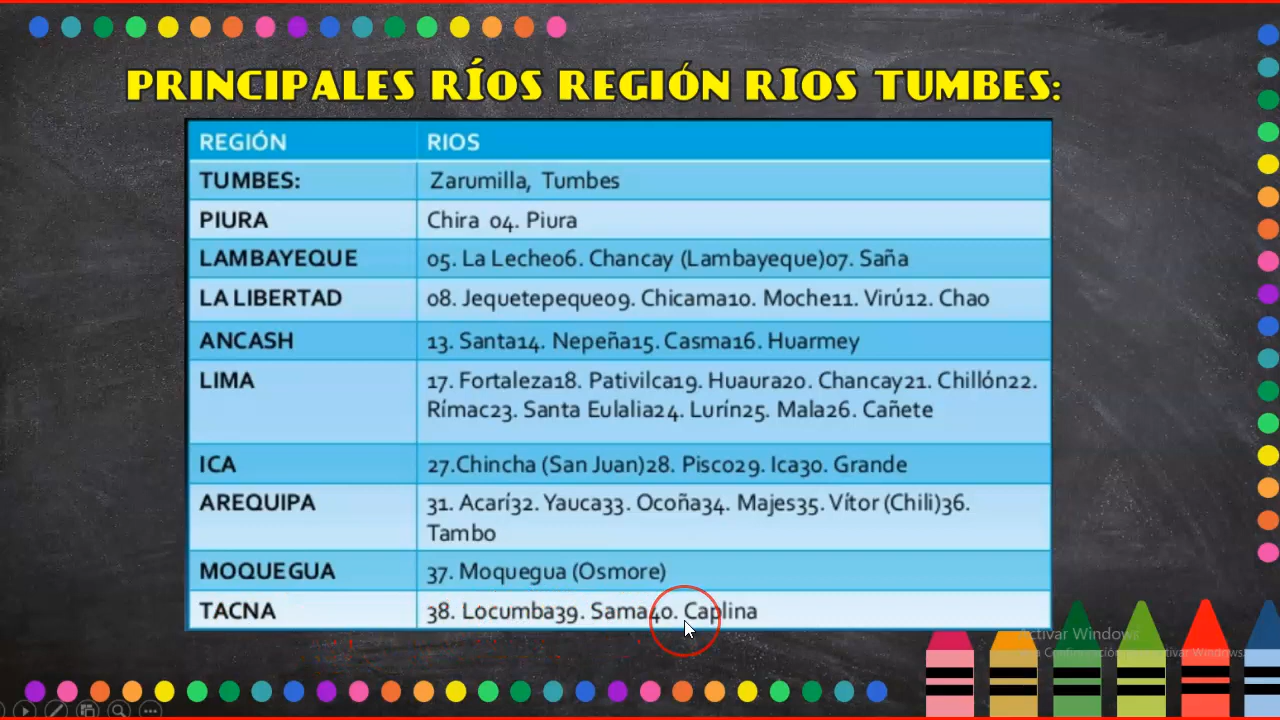 PRINCIPALES RÍOS REGIÓN RIOS TUMBES:
REGIÓN RIOS
TUMBES: Zarumilla, Tumbes
PIURA Chira 04. Piura
LAMBAYEQUE 05. La Leche06. Chancay (Lambayeque)07. Saña
LA LIBERTAD 08. Jequetepeque09. Chicama10. Moche11. Virú12. Chao
ANCASH 13. Santa14. Nepeña15. Casma16. Huarmey
LIMA 17. Fortaleza18. Pativilca19. Huaura20. Chancay21. Chillón22.
Rímac23. Santa Eulalia24. Lurín25. Mala26. Cañete
ICA 27.Chincha (San Juan)28. Pisco29. Ica30. Grande
AREQUIPA 31. Acarí32. Yauca33. Ocoña34. Majes35. Vítor (Chili)36.
Tambo
MOQUEGUA 37. Moquegua (Osmore)
TACNA 38. Locumba39. Sama40. Caplina
Activar Windows